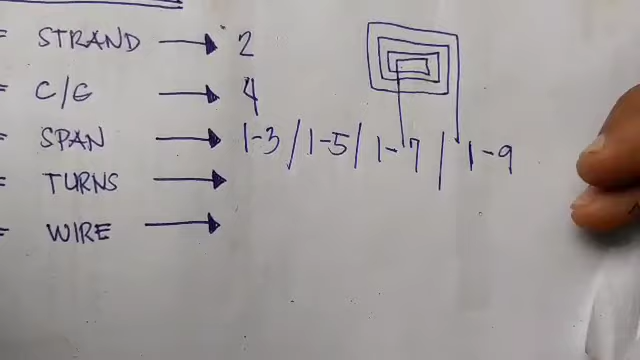 = STRAND → 2
= C/G → 4
= SPAN → 1-3 / 1-5 / 1-7 / 1-9
= TURNS →
= WIRE →